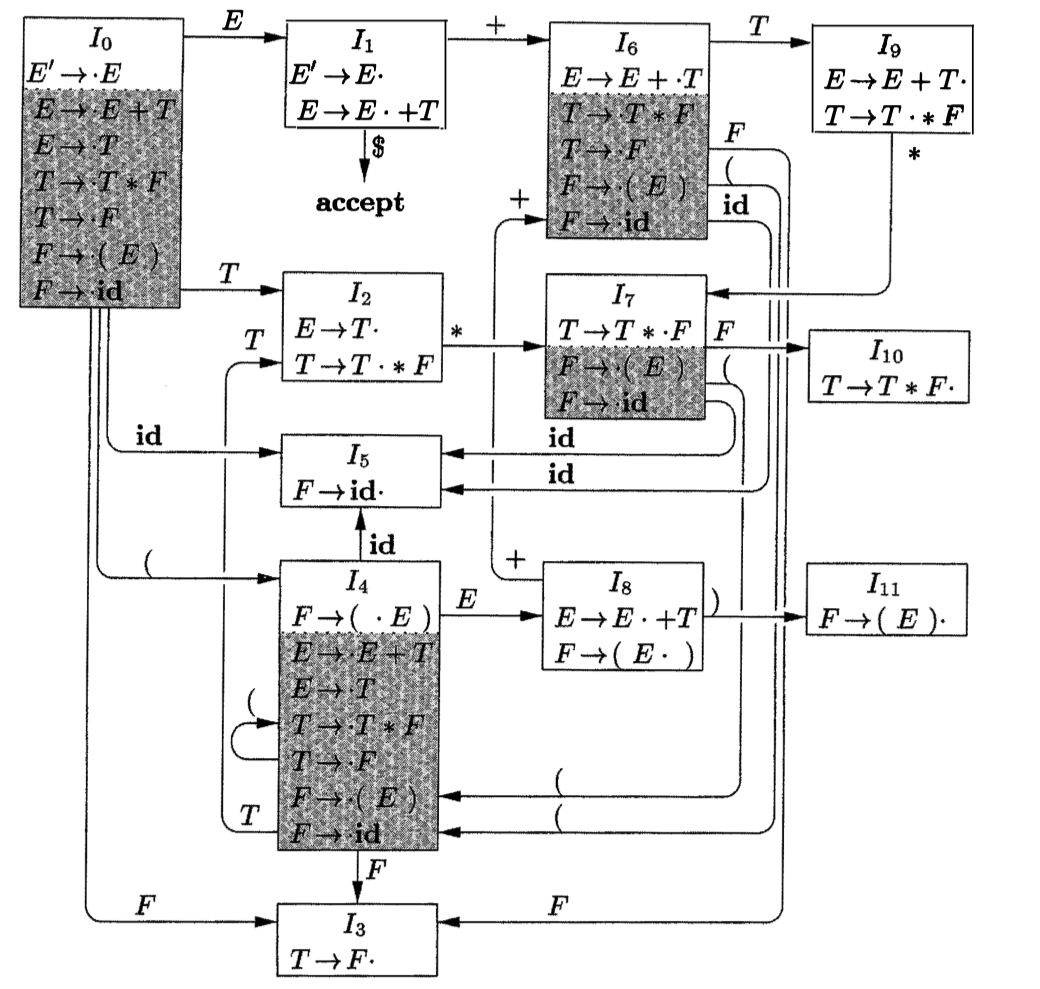 I₀
E′ → ·E
E → ·E + T
E → ·T
T → ·T * F
T → ·F
F → ·( E )
F → ·id
E
I₁
E′ → E·
E → E· +T
$
accept
+
I₆
E → E + ·T
T → ·T * F
T → ·F
F → ·( E )
F → ·id
T
I₉
E → E + T·
T → T· * F
*
F
(
id
+
T
I₂
E → T·
T → T· * F
T
*
I₇
T → T * ·F
F → ·( E )
F → ·id
F
(
I₁₀
T → T * F·
id
I₅
F → id·
id
id
id
(
I₄
F → ( ·E )
E → ·E + T
E → ·T
T → ·T * F
T → ·F
F → ·( E )
F → ·id
(
T
E
+
I₈
E → E· +T
F → ( E· )
)
I₁₁
F → ( E )·
(
(
F
F
I₃
T → F·
F